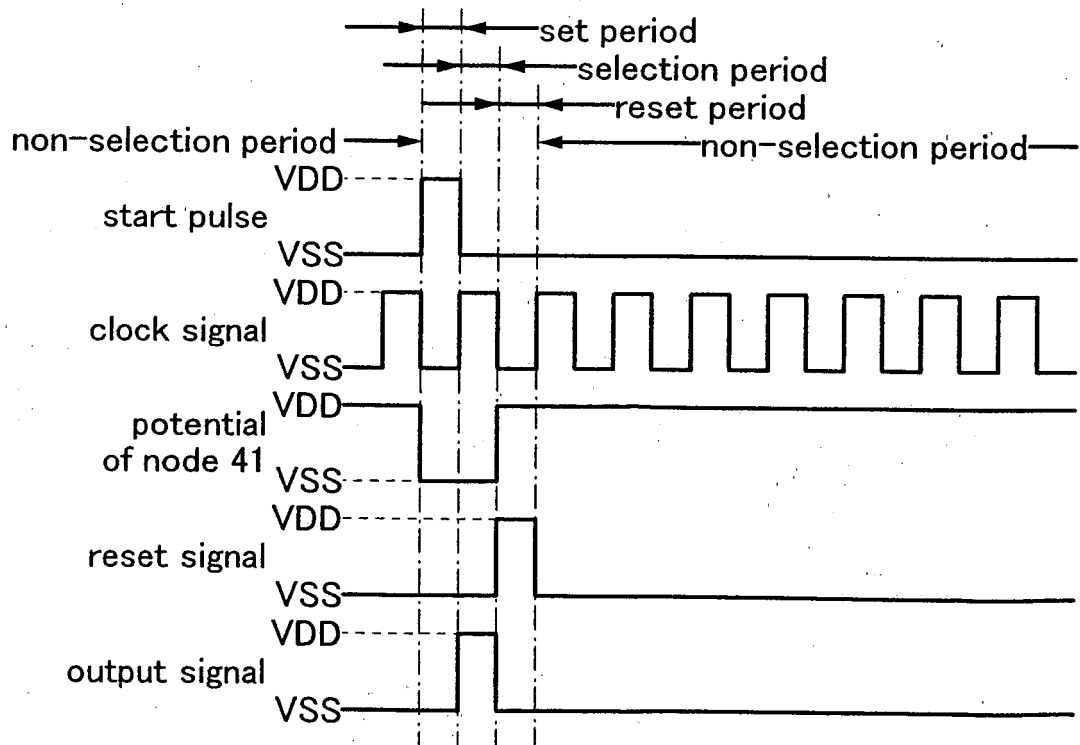 set period
selection period
reset period
non-selection period
non-selection period
VDD
start pulse
VSS
VDD
clock signal
VSS
VDD
potential
of node 41
VSS
VDD
reset signal
VSS
VDD
output signal
VSS